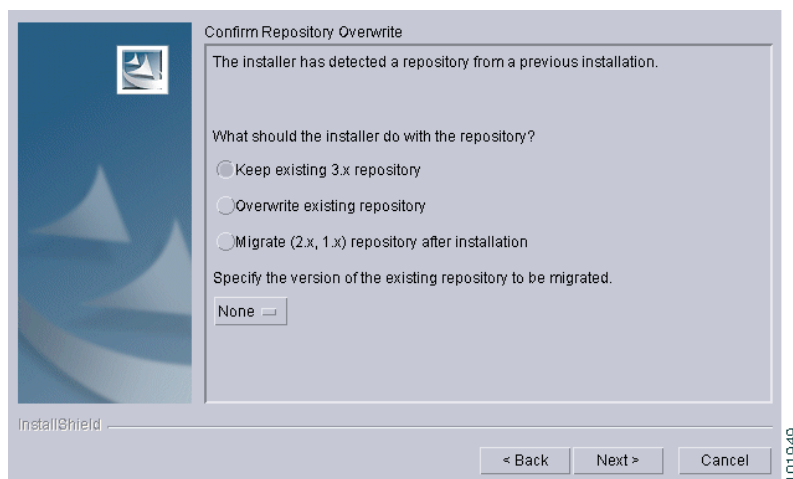 Confirm Repository Overwrite
The installer has detected a repository from a previous installation.
What should the installer do with the repository?
Keep existing 3.x repository
Overwrite existing repository
Migrate (2.x, 1.x) repository after installation
Specify the version of the existing repository to be migrated.
None
InstallShield
< Back
Next >
Cancel
101949